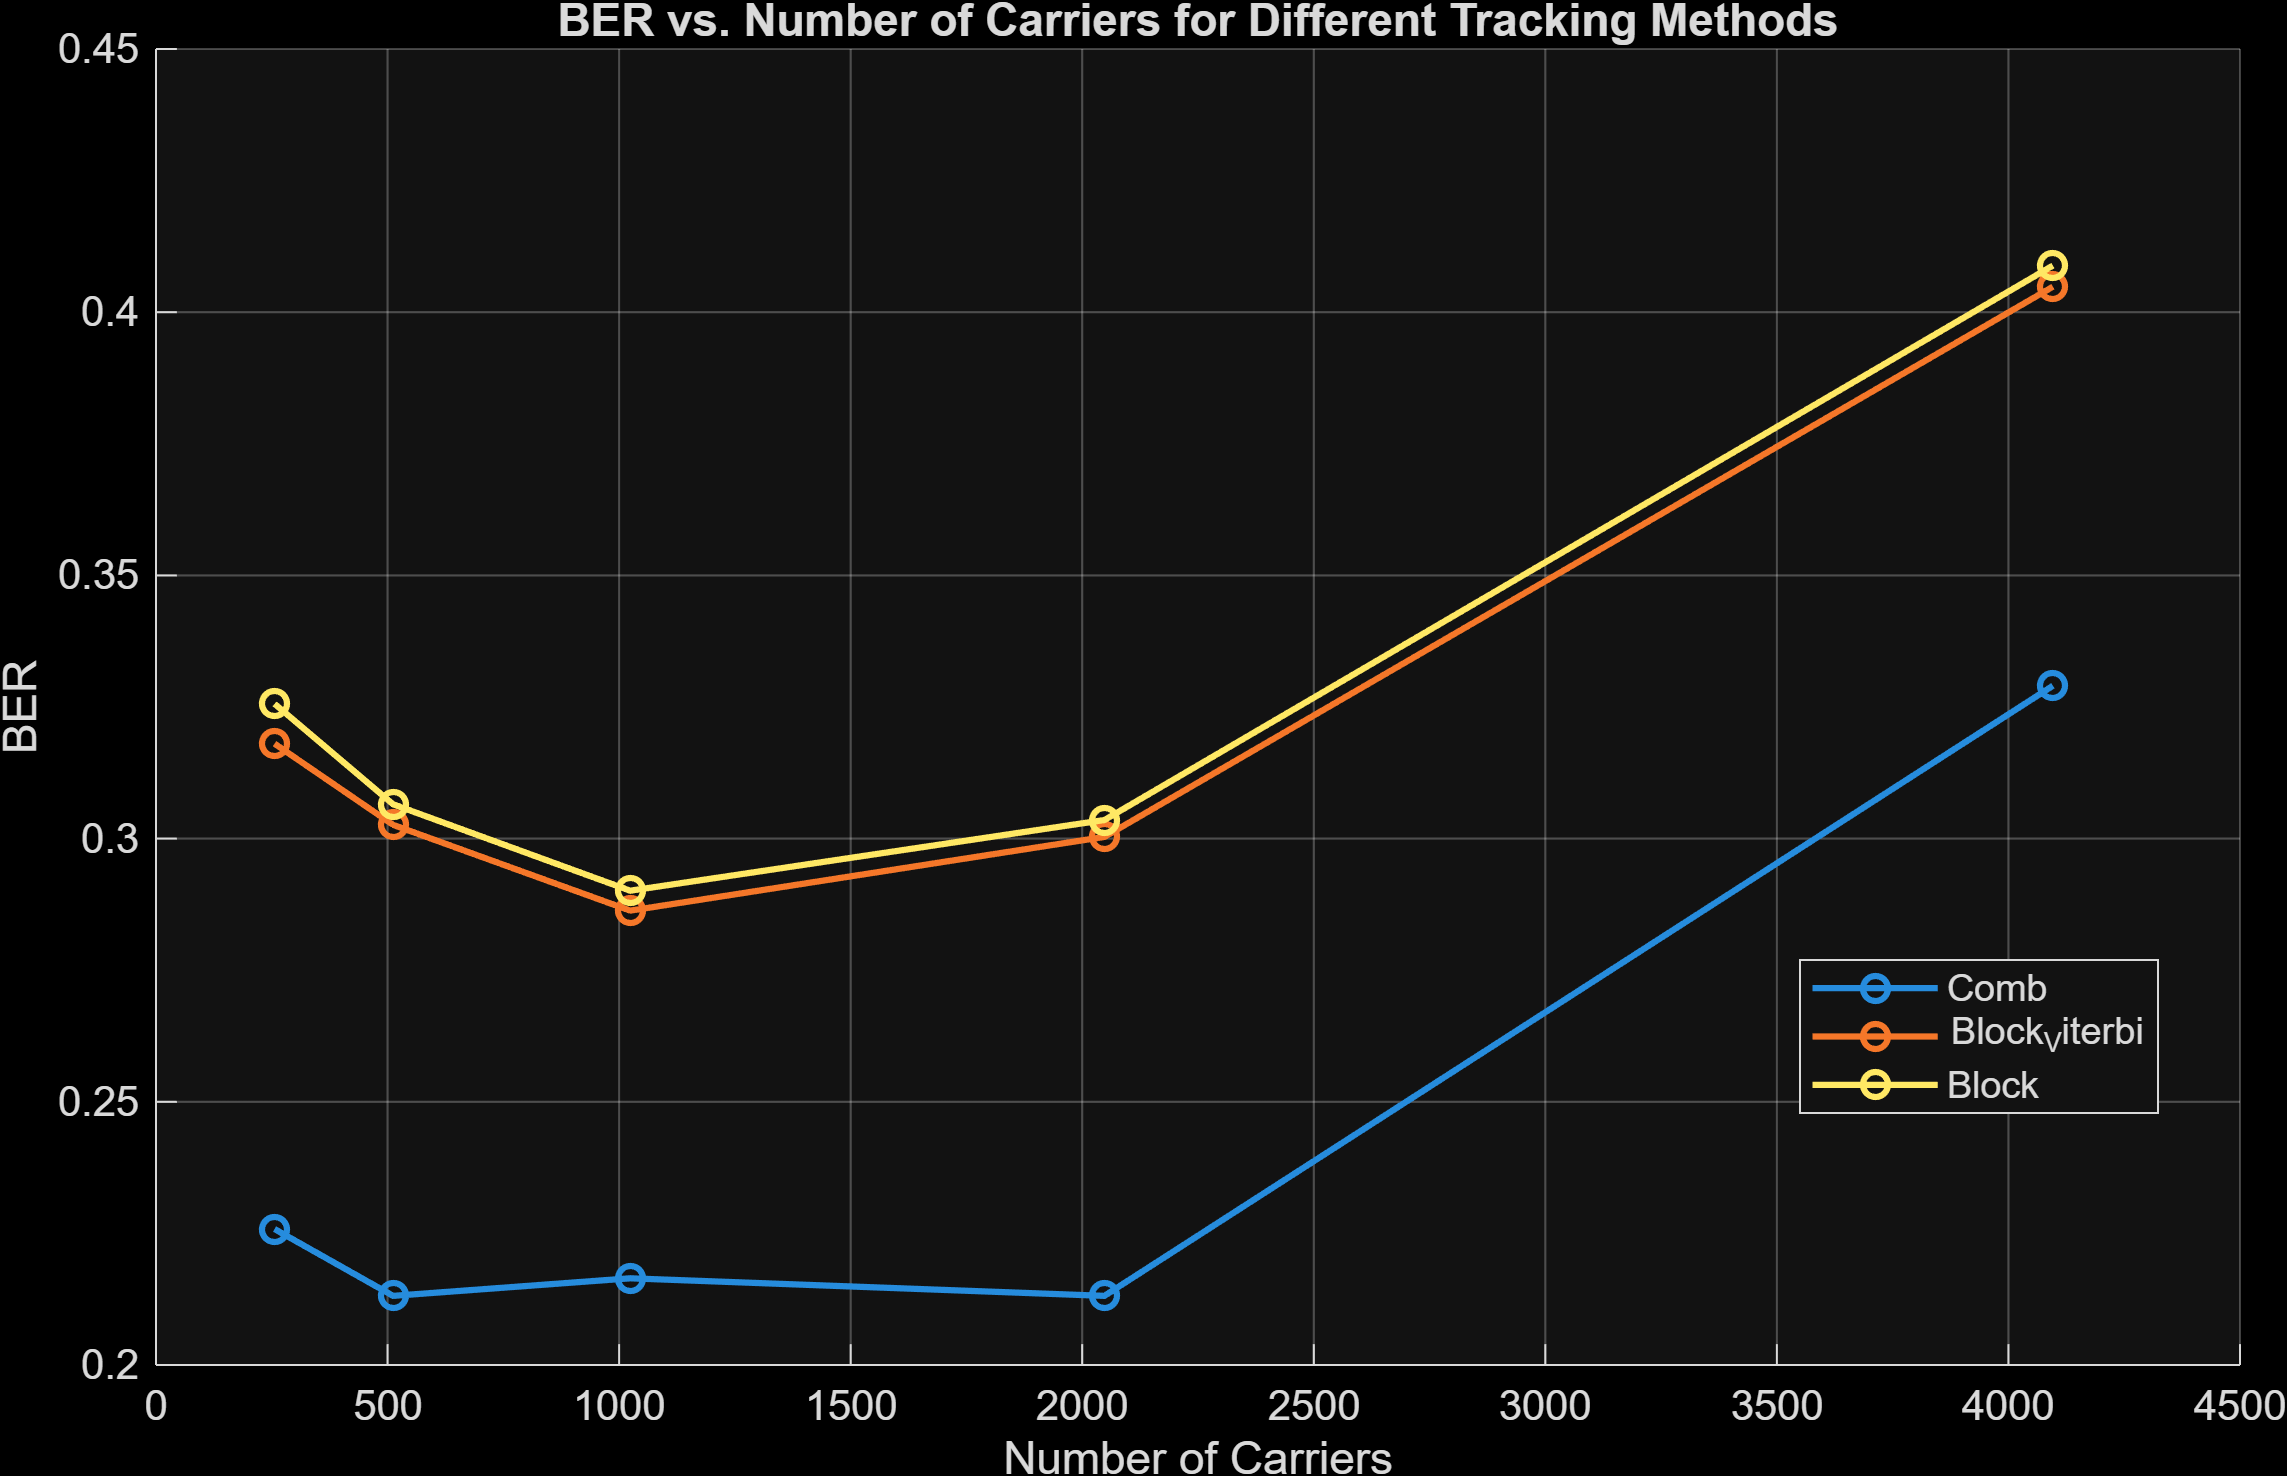 BER vs. Number of Carriers for Different Tracking Methods
0.45
0.4
0.35
0.3
0.25
0.2
BER
Comb
Block_Viterbi
Block
0 500 1000 1500 2000 2500 3000 3500 4000 4500
Number of Carriers